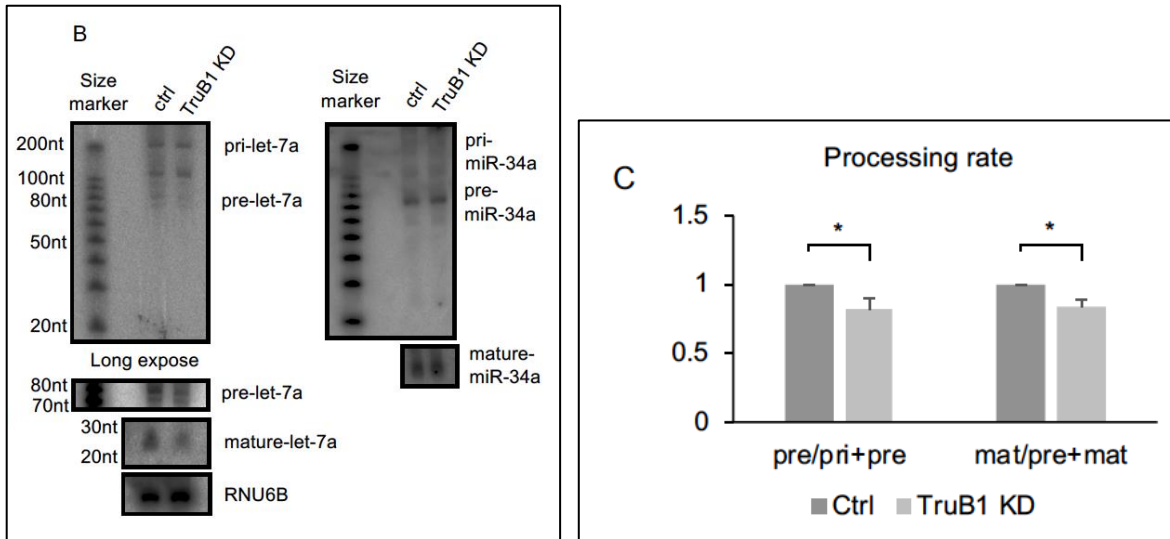 B
Size
marker
ctrl
TruB1 KD
200nt
100nt
80nt
50nt
20nt
pri-let-7a
pre-let-7a
Long expose
80nt
70nt
pre-let-7a
30nt
20nt
mature-let-7a
RNU6B
Size
marker
ctrl
TruB1 KD
pri-
miR-34a
pre-
miR-34a
mature-
miR-34a
C
Processing rate
1.5
1
0.5
0
*
*
pre/pri+pre
mat/pre+mat
Ctrl
TruB1 KD